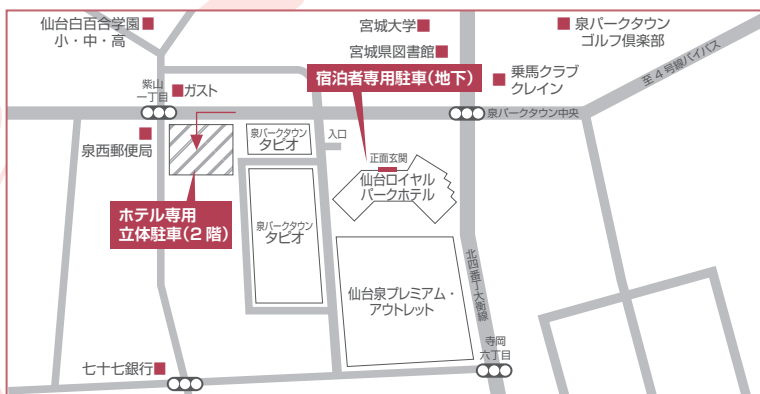 仙台白百合学園
小・中・高
宮城大学
宮城県図書館
泉パークタウン
ゴルフ倶楽部
至4号線バイパス
紫山
一丁目
ガスト
宿泊者専用駐車(地下)
乗馬クラブ
クレイン
泉パークタウン中央
泉西郵便局
泉パークタウン
タピオ
入口
正面玄関
仙台ロイヤル
パークホテル
ホテル専用
立体駐車(2階)
泉パークタウン
タピオ
北四番丁大衡線
仙台泉プレミアム・
アウトレット
寺岡
六丁目
七十七銀行